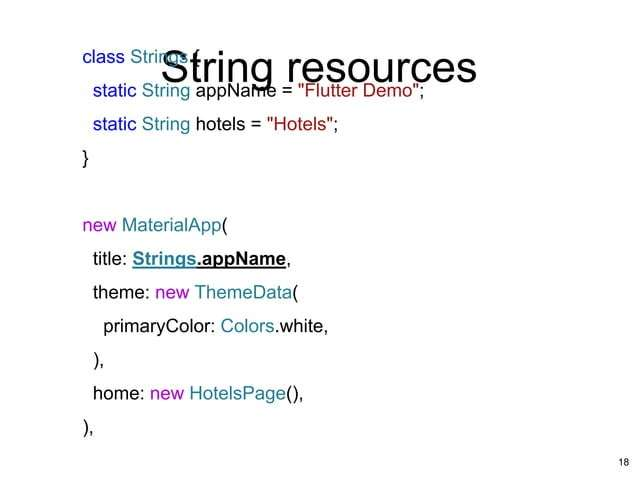 String resources
class Strings {
static String appName = "Flutter Demo";
static String hotels = "Hotels";
}
new MaterialApp(
title: Strings.appName,
theme: new ThemeData(
primaryColor: Colors.white,
),
home: new HotelsPage(),
),
18